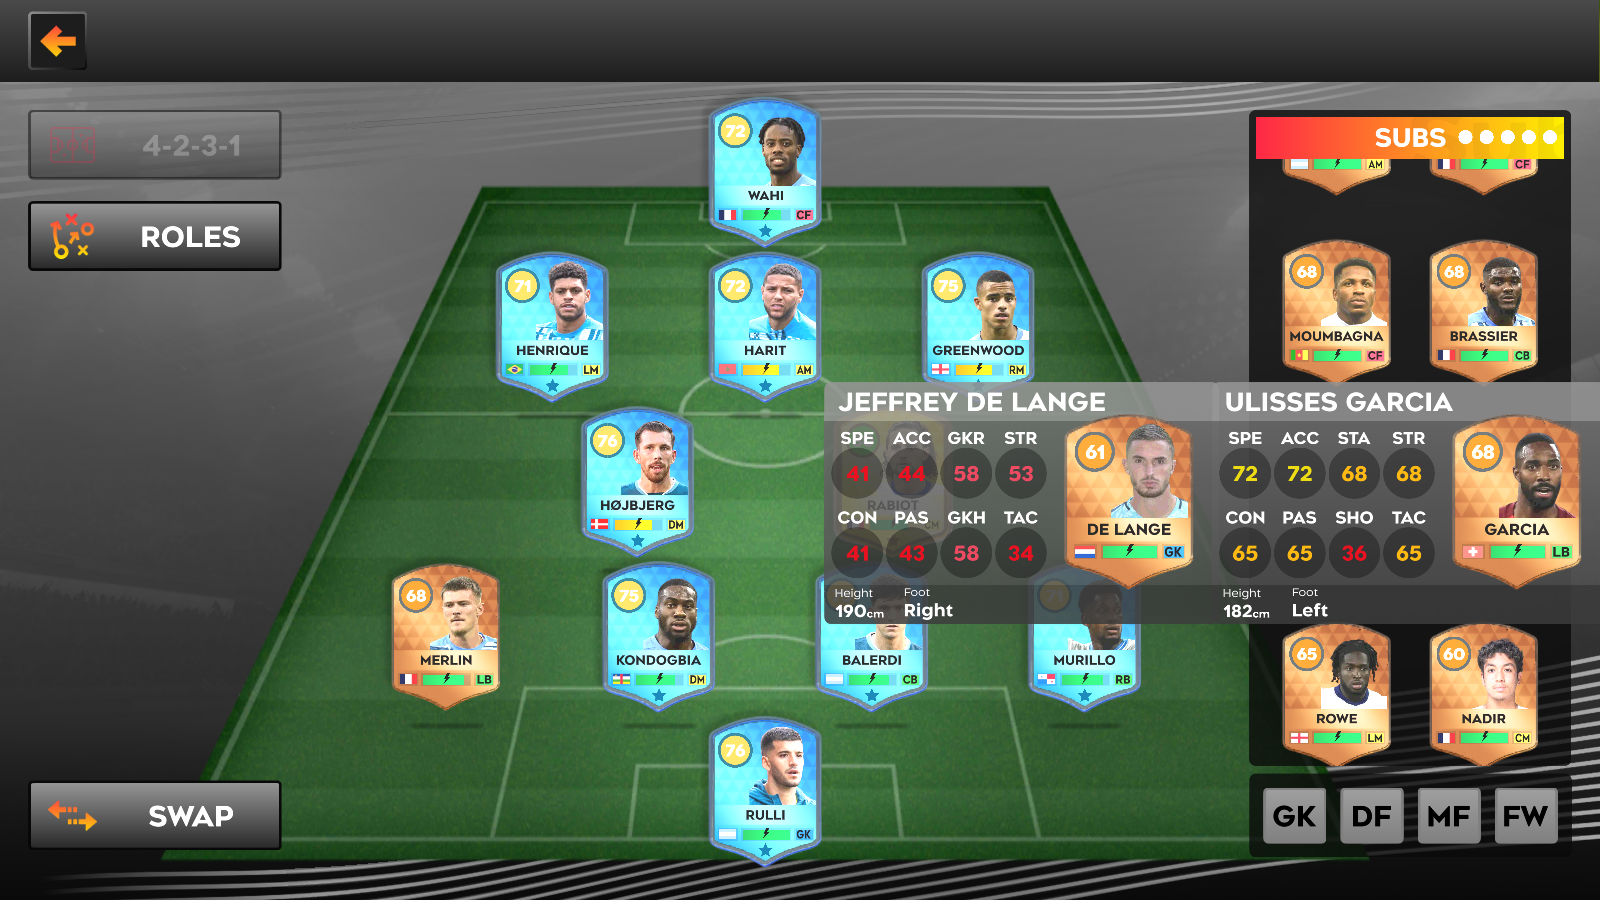 4-2-3-1
ROLES
SWAP
72
WAHI
CF
71
HENRIQUE
LM
72
HARIT
AM
75
GREENWOOD
RM
76
HØJBJERG
DM
RABIOT
CM
68
MERLIN
LB
75
KONDOGBIA
DM
BALERDI
CB
71
MURILLO
RB
76
RULLI
GK
SUBS
AM
CF
68
MOUMBAGNA
CF
68
BRASSIER
CB
JEFFREY DE LANGE
SPE ACC GKR STR
41 44 58 53
CON PAS GKH TAC
41 43 58 34
Height Foot
190cm Right
61
DE LANGE
GK
ULISSES GARCIA
SPE ACC STA STR
72 72 68 68
CON PAS SHO TAC
65 65 36 65
Height Foot
182cm Left
68
GARCIA
LB
65
ROWE
LM
60
NADIR
CM
GK DF MF FW